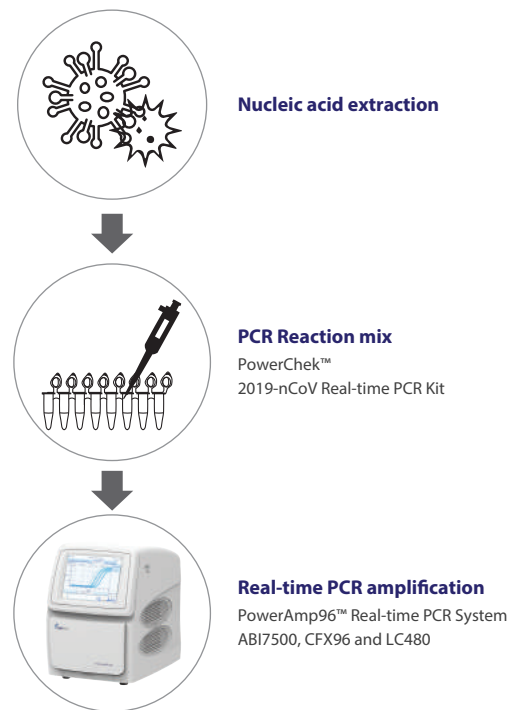 Nucleic acid extraction
PCR Reaction mix
PowerChek™
2019-nCoV Real-time PCR Kit
Real-time PCR amplification
PowerAmp96™ Real-time PCR System
ABI7500, CFX96 and LC480